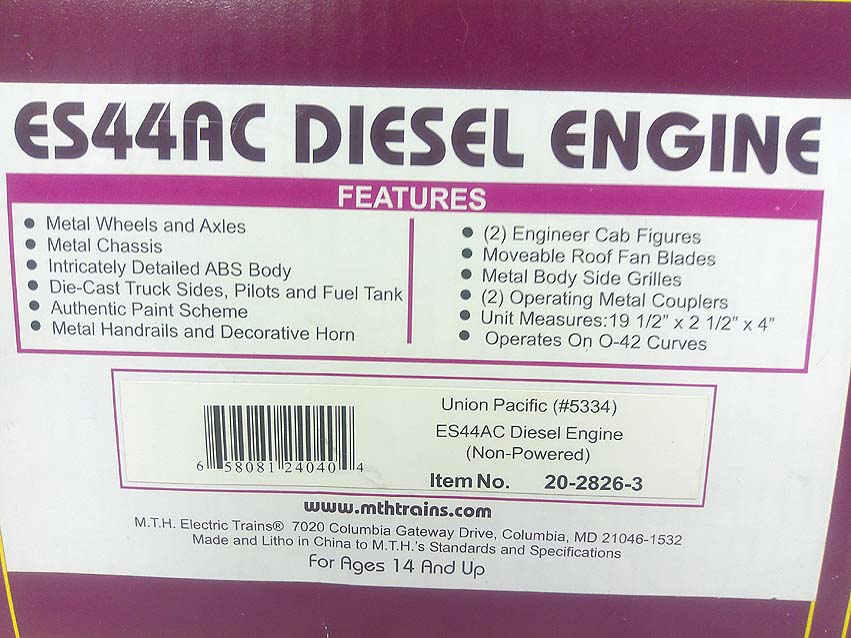 ES44AC DIESEL ENGINE
FEATURES
• Metal Wheels and Axles
• Metal Chassis
• Intricately Detailed ABS Body
• Die-Cast Truck Sides, Pilots and Fuel Tank
• Authentic Paint Scheme
• Metal Handrails and Decorative Horn
• (2) Engineer Cab Figures
• Moveable Roof Fan Blades
• Metal Body Side Grilles
• (2) Operating Metal Couplers
• Unit Measures:19 1/2” x 2 1/2” x 4”
• Operates On O-42 Curves
6 58081 24040 4
Union Pacific (#5334)
ES44AC Diesel Engine
(Non-Powered)
Item No. 20-2826-3
www.mthtrains.com
M.T.H. Electric Trains® 7020 Columbia Gateway Drive, Columbia, MD 21046-1532
Made and Litho in China to M.T.H.'s Standards and Specifications
For Ages 14 And Up